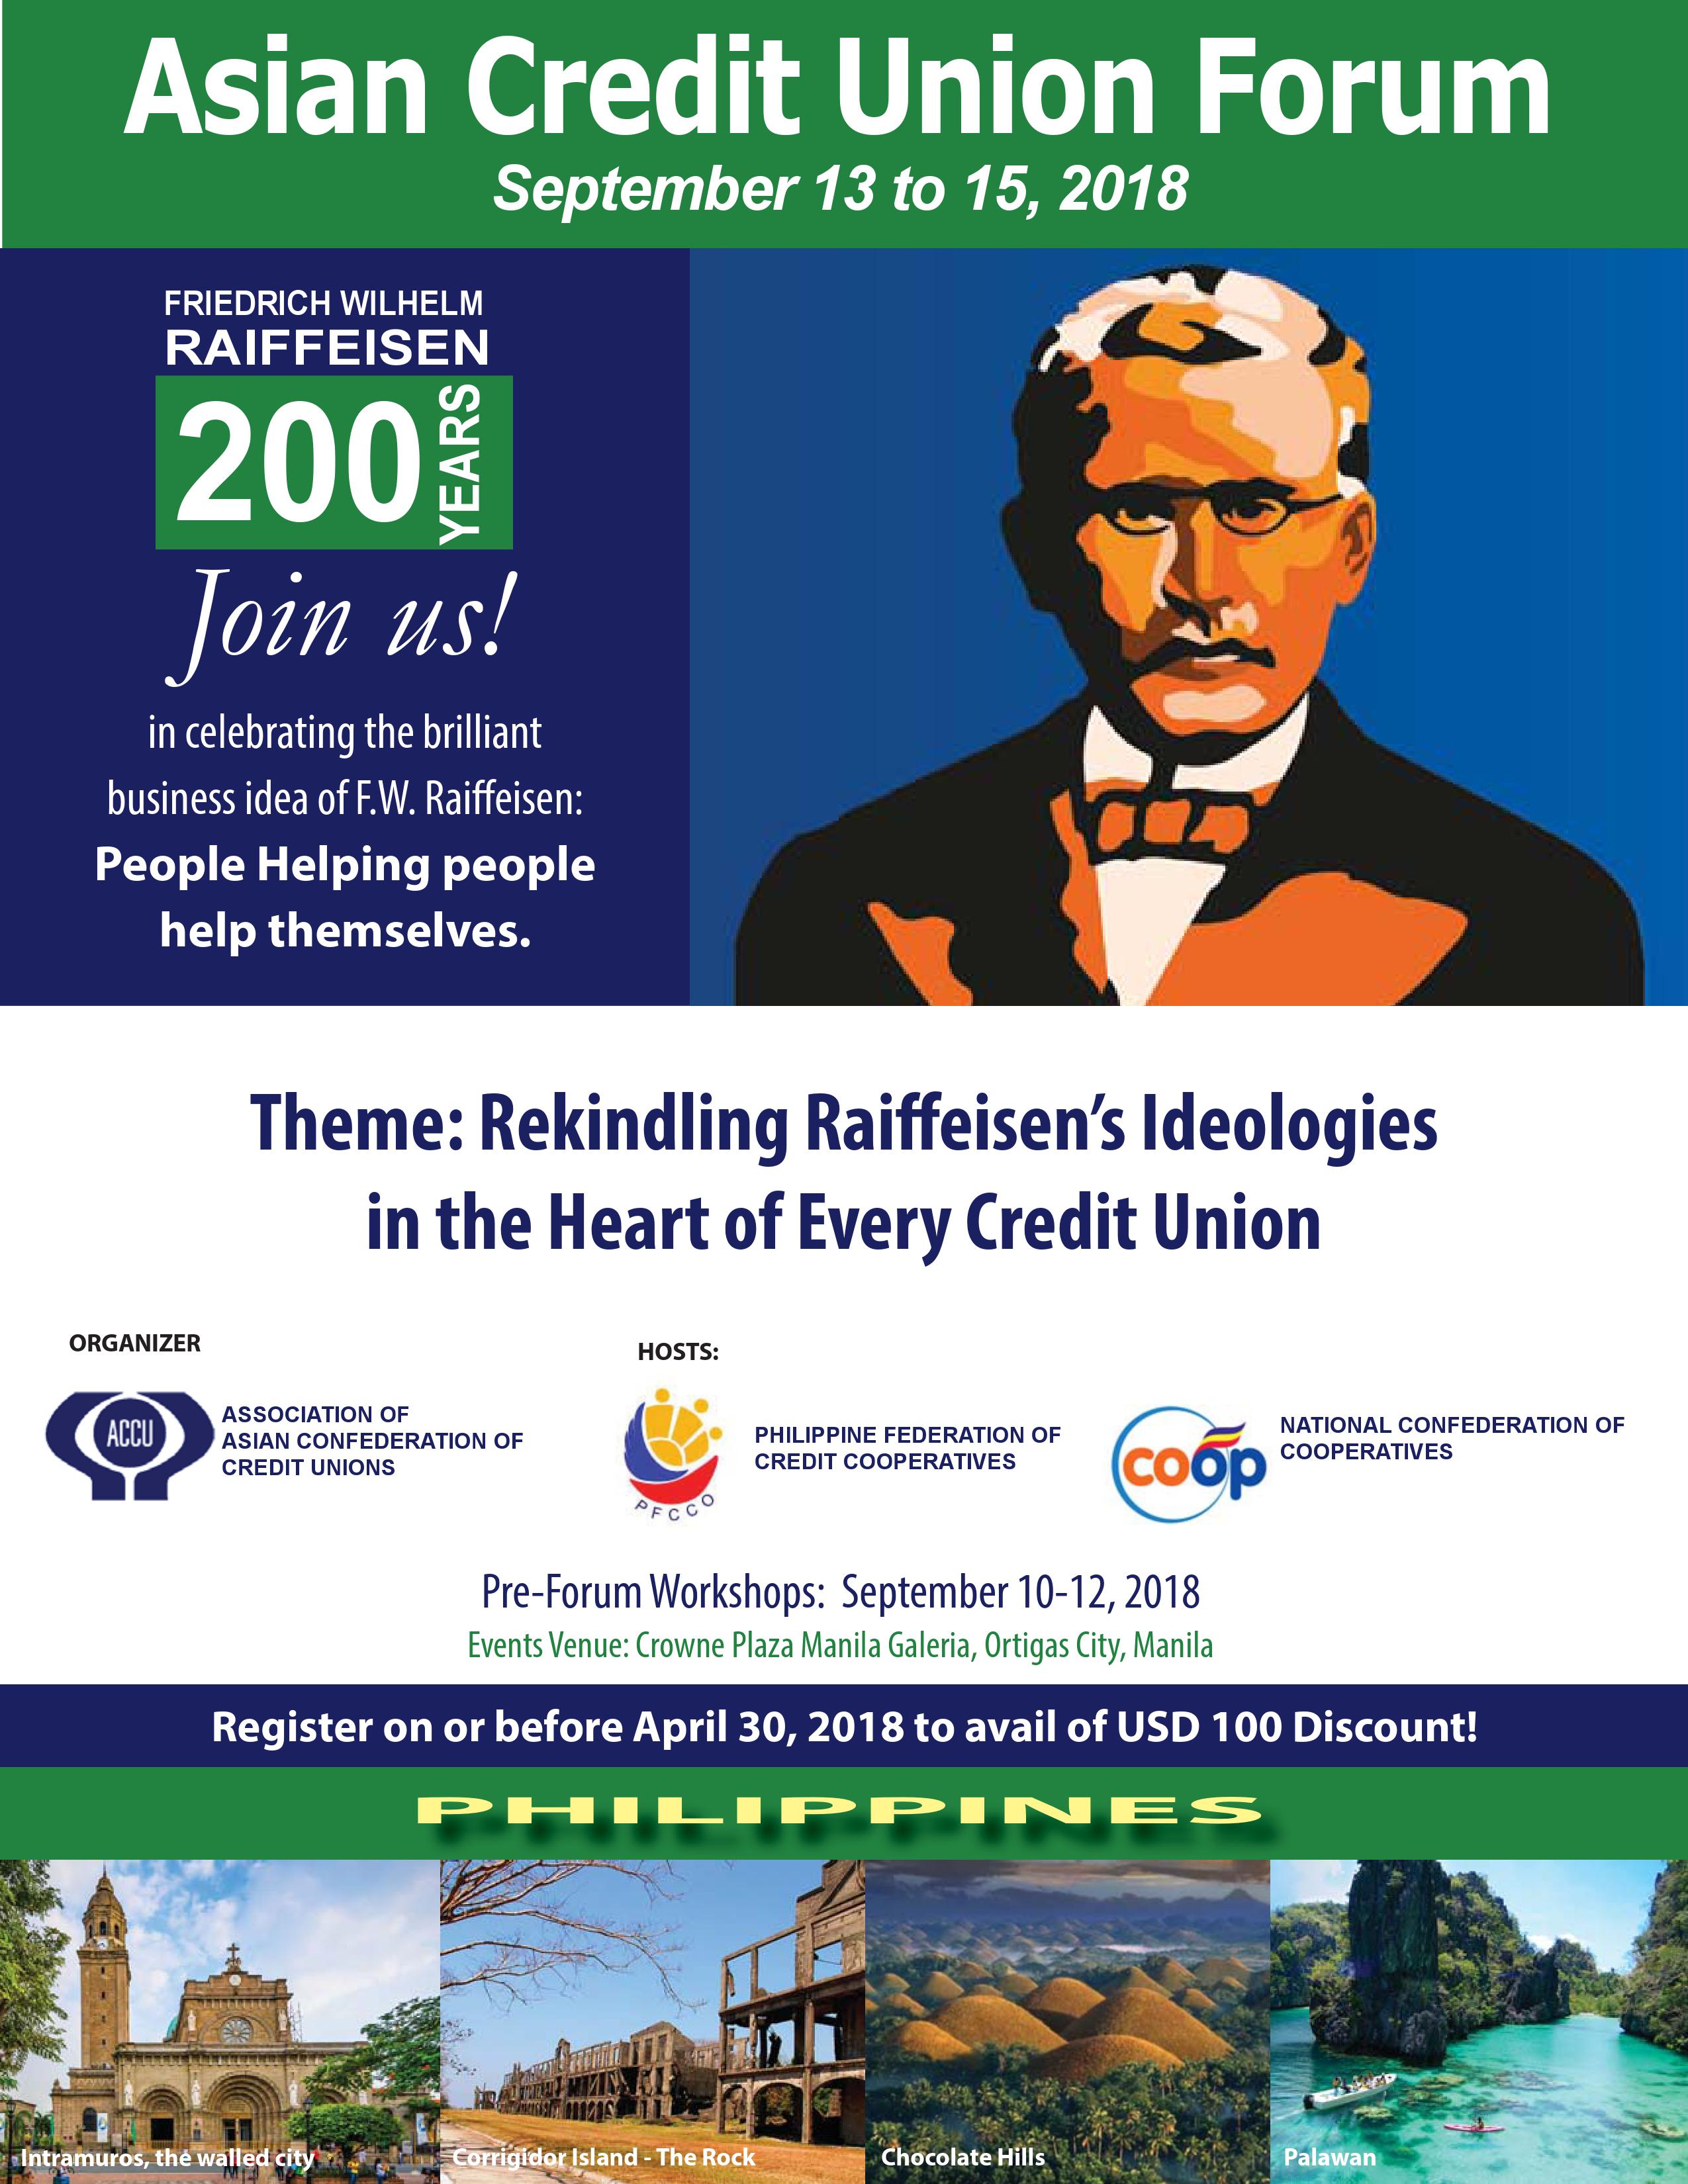 Asian Credit Union Forum
September 13 to 15, 2018
FRIEDRICH WILHELM
RAIFFEISEN
200 YEARS
Join us!
in celebrating the brilliant
business idea of F.W. Raiffeisen:
People Helping people
help themselves.
Theme: Rekindling Raiffeisen’s Ideologies
in the Heart of Every Credit Union
ORGANIZER
ACCU
ASSOCIATION OF
ASIAN CONFEDERATION OF
CREDIT UNIONS
HOSTS:
PFCCO
PHILIPPINE FEDERATION OF
CREDIT COOPERATIVES
coop
NATIONAL CONFEDERATION OF
COOPERATIVES
Pre-Forum Workshops: September 10-12, 2018
Events Venue: Crowne Plaza Manila Galeria, Ortigas City, Manila
Register on or before April 30, 2018 to avail of USD 100 Discount!
PHILIPPINES
Intramuros, the walled city
Corrigidor Island - The Rock
Chocolate Hills
Palawan